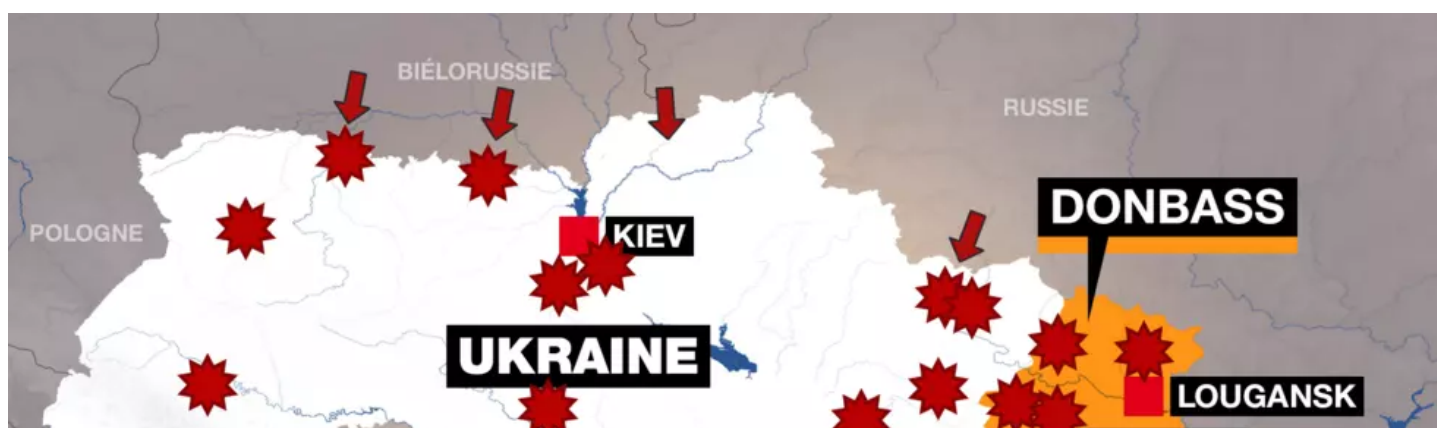 BIÉLORUSSIE
RUSSIE
DONBASS
POLOGNE
KIEV
UKRAINE
LOUGANSK